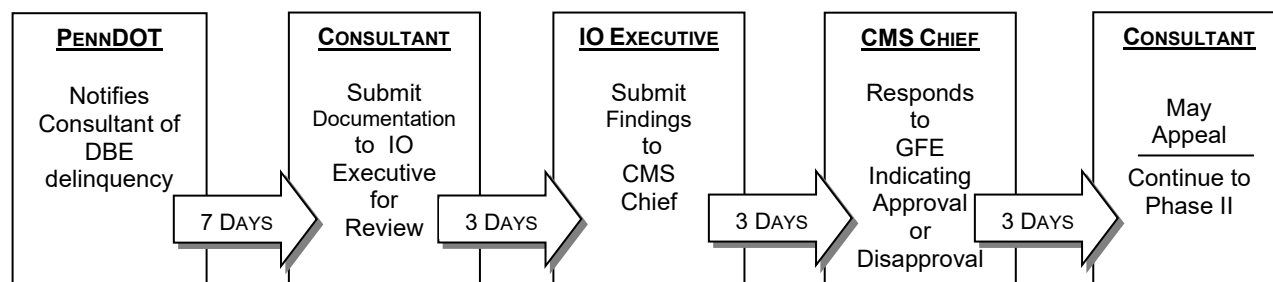 PENNDOT
Notifies
Consultant of
DBE
delinquency
7 DAYS
CONSULTANT
Submit
Documentation
to IO
Executive
for
Review
3 DAYS
IO EXECUTIVE
Submit
Findings
to
CMS
Chief
3 DAYS
CMS CHIEF
Responds
to
GFE
Indicating
Approval
or
Disapproval
3 DAYS
CONSULTANT
May
Appeal
Continue to
Phase II